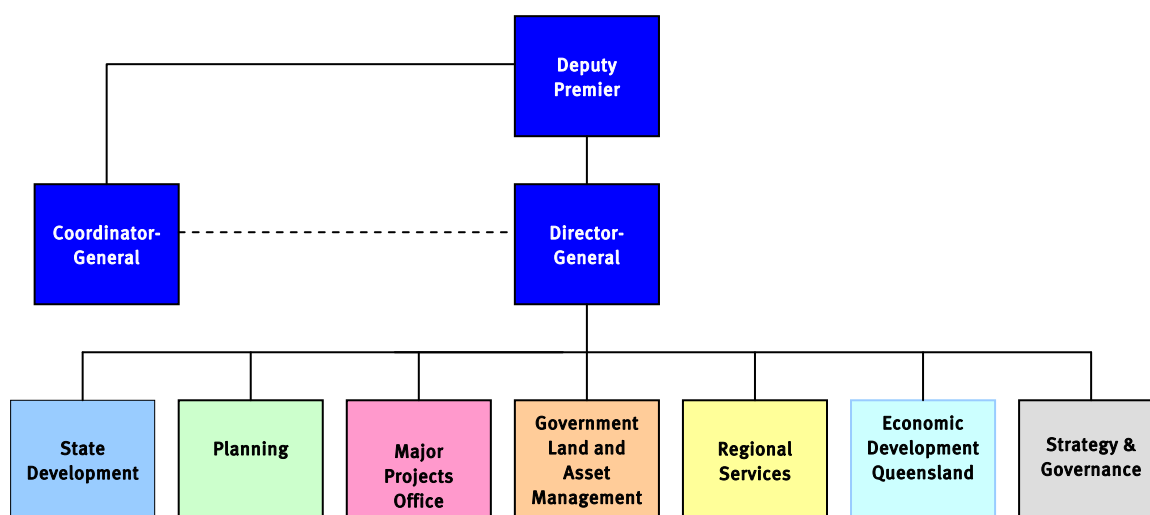 Deputy
Premier
Coordinator-
General
Director-
General
State
Development
Planning
Major
Projects
Office
Government
Land and
Asset
Management
Regional
Services
Economic
Development
Queensland
Strategy &
Governance